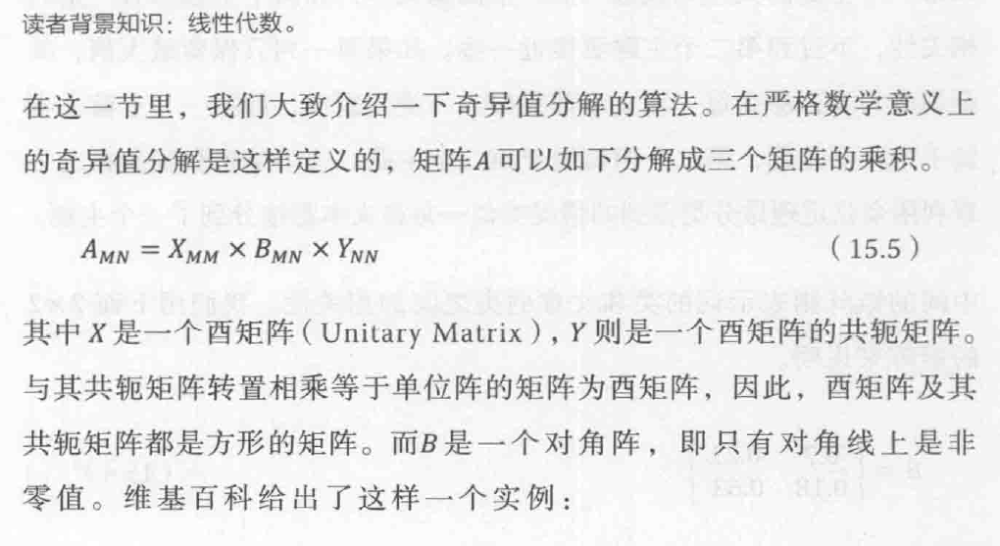 读者背景知识：线性代数。
在这一节里，我们大致介绍一下奇异值分解的算法。在严格数学意义上
的奇异值分解是这样定义的，矩阵A可以如下分解成三个矩阵的乘积。
A_{MN} = X_{MM} × B_{MN} × Y_{NN} （15.5）
其中X是一个酉矩阵（Unitary Matrix），Y则是一个酉矩阵的共轭矩阵。
与其共轭矩阵转置相乘等于单位阵的矩阵为酉矩阵，因此，酉矩阵及其
共轭矩阵都是方形的矩阵。而B是一个对角阵，即只有对角线上是非
零值。维基百科给出了这样一个实例：